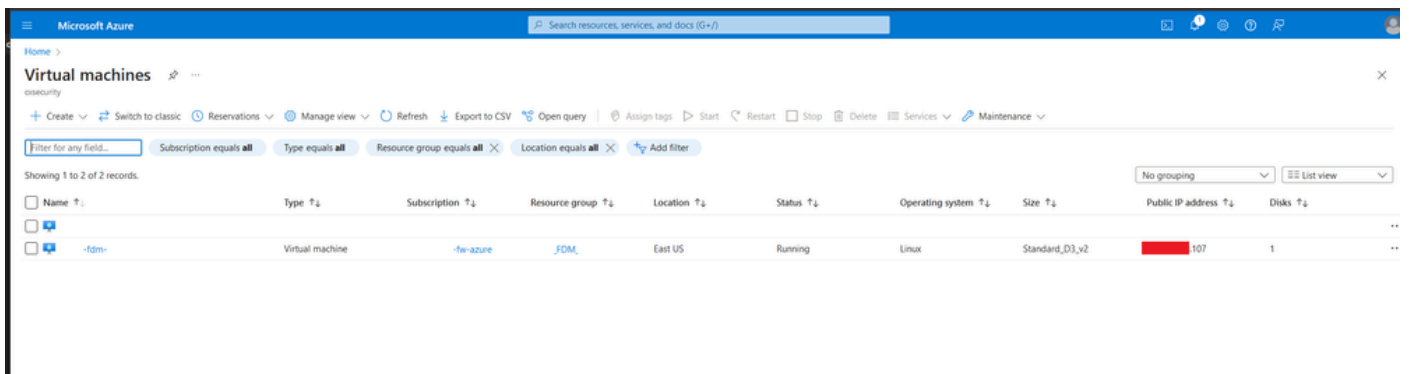 Microsoft Azure
Search resources, services, and docs (G+/)
1
Home >
Virtual machines
cxsecurity
+ Create Switch to classic Reservations Manage view Refresh Export to CSV Open query Assign tags Start Restart Stop Delete Services Maintenance
Filter for any field... Subscription equals all Type equals all Resource group equals all Location equals all Add filter
Showing 1 to 2 of 2 records.
No grouping List view
Name Type Subscription Resource group Location Status Operating system Size Public IP address Disks
-fdm- Virtual machine -fw-azure _FDM_ East US Running Linux Standard_D3_v2 .107 1